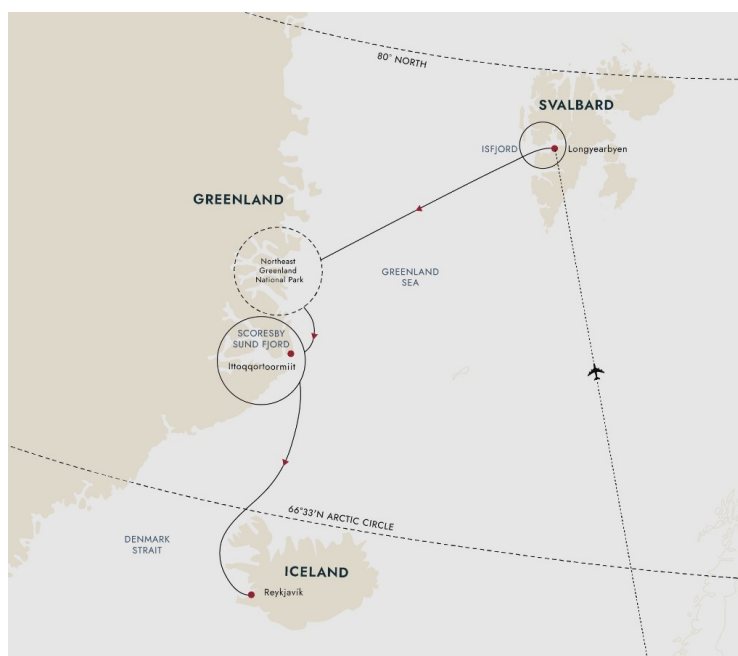 80° NORTH
SVALBARD
ISFJORD
Longyearbyen
GREENLAND
Northeast
Greenland
National Park
GREENLAND
SEA
SCORESBY
SUND FJORD
Ittoqqortoormiit
66°33'N ARCTIC CIRCLE
DENMARK
STRAIT
ICELAND
Reykjavík